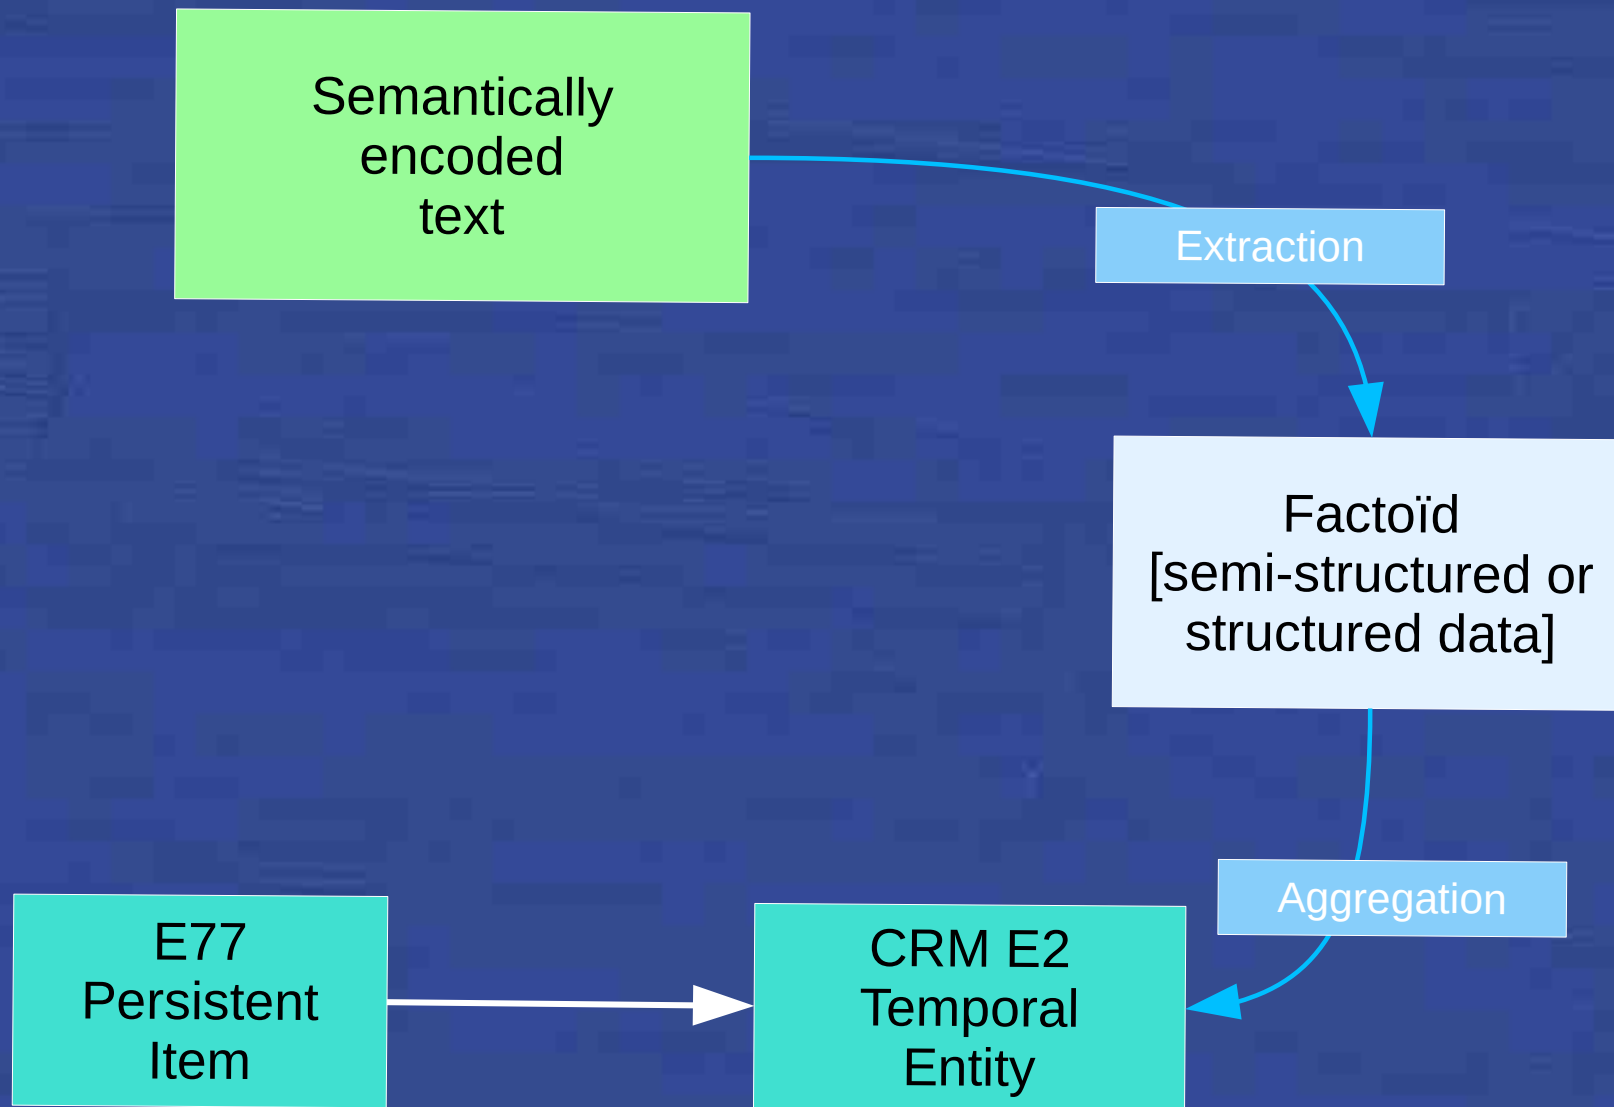 Semantically
encoded
text
Extraction
Factoïd
[semi-structured or
structured data]
Aggregation
E77
Persistent
Item
CRM E2
Temporal
Entity